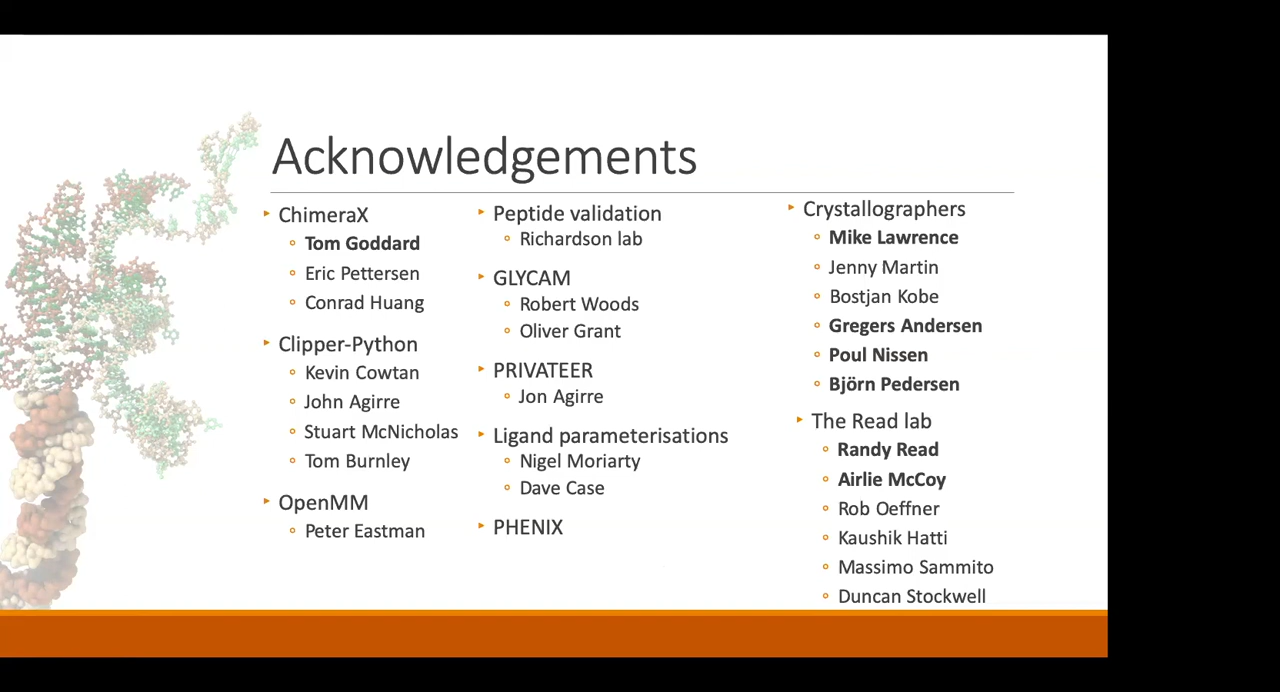 Acknowledgements
ChimeraX
Tom Goddard
Eric Pettersen
Conrad Huang
Clipper-Python
Kevin Cowtan
John Agirre
Stuart McNicholas
Tom Burnley
OpenMM
Peter Eastman
Peptide validation
Richardson lab
GLYCAM
Robert Woods
Oliver Grant
PRIVATEER
Jon Agirre
Ligand parameterisations
Nigel Moriarty
Dave Case
PHENIX
Crystallographers
Mike Lawrence
Jenny Martin
Bostjan Kobe
Gregers Andersen
Poul Nissen
Björn Pedersen
The Read lab
Randy Read
Airlie McCoy
Rob Oeffner
Kaushik Hatti
Massimo Sammito
Duncan Stockwell